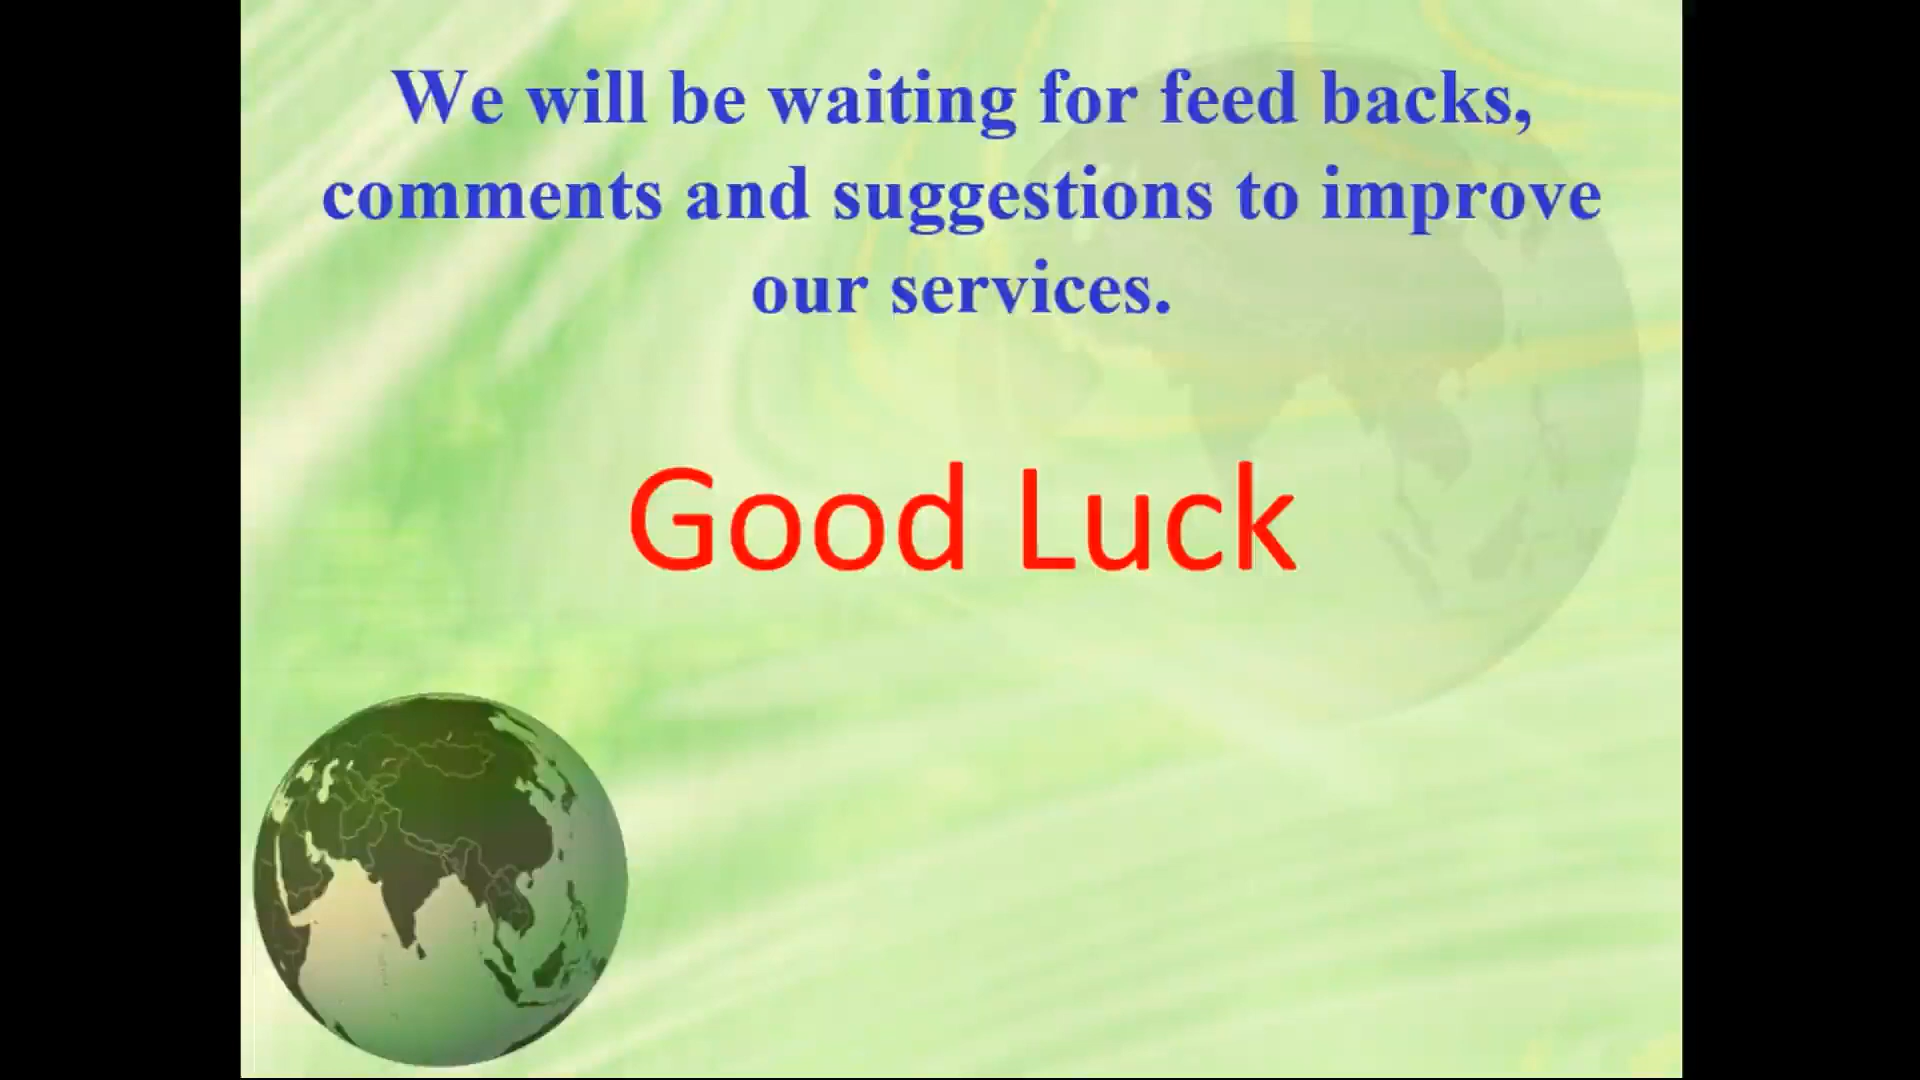 We will be waiting for feed backs,
comments and suggestions to improve
our services.
Good Luck